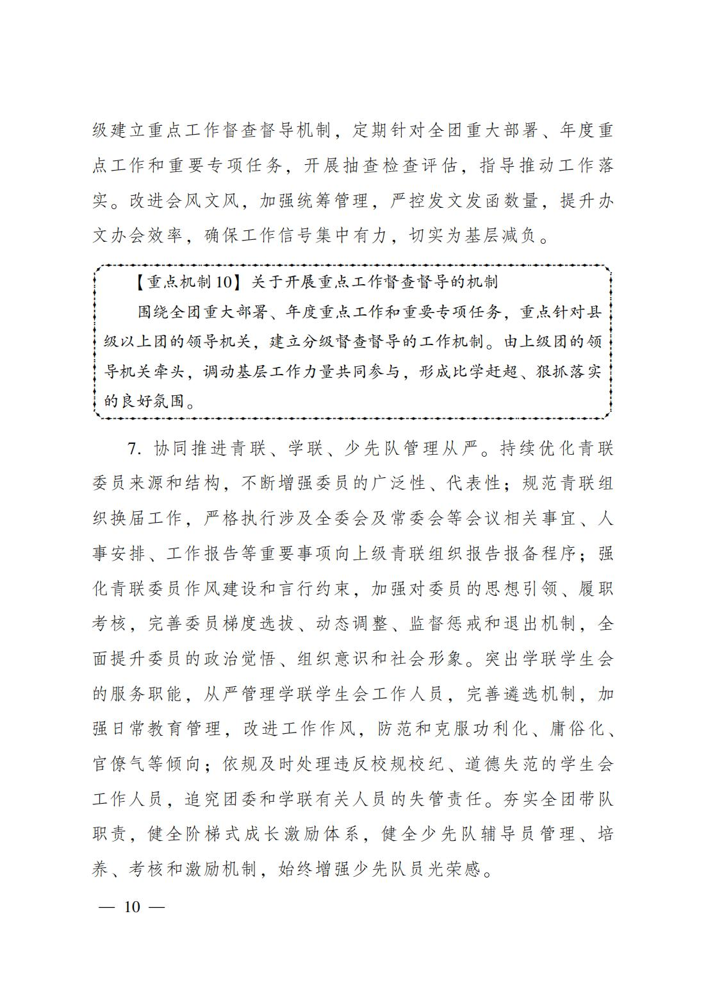 级建立重点工作督查督导机制，定期针对全团重大部署、年度重
点工作和重要专项任务，开展抽查检查评估，指导推动工作落
实。改进会风文风，加强统筹管理，严控发文发函数量，提升办
文办会效率，确保工作信号集中有力，切实为基层减负。
【重点机制10】关于开展重点工作督查督导的机制
围绕全团重大部署、年度重点工作和重要专项任务，重点针对县
级以上团的领导机关，建立分级督查督导的工作机制。由上级团的领
导机关牵头，调动基层工作力量共同参与，形成比学赶超、狠抓落实
的良好氛围。
7. 协同推进青联、学联、少先队管理从严。持续优化青联
委员来源和结构，不断增强委员的广泛性、代表性；规范青联组
织换届工作，严格执行涉及全委会及常委会等会议相关事宜、人
事安排、工作报告等重要事项向上级青联组织报告报备程序；强
化青联委员作风建设和言行约束，加强对委员的思想引领、履职
考核，完善委员梯度选拔、动态调整、监督惩戒和退出机制，全
面提升委员的政治觉悟、组织意识和社会形象。突出学联学生会
的服务职能，从严管理学联学生会工作人员，完善遴选机制，加
强日常教育管理，改进工作作风，防范和克服功利化、庸俗化、
官僚气等倾向；依规及时处理违反校规校纪、道德失范的学生会
工作人员，追究团委和学联有关人员的失管责任。夯实全团带队
职责，健全阶梯式成长激励体系，健全少先队辅导员管理、培
养、考核和激励机制，始终增强少先队员光荣感。
— 10 —